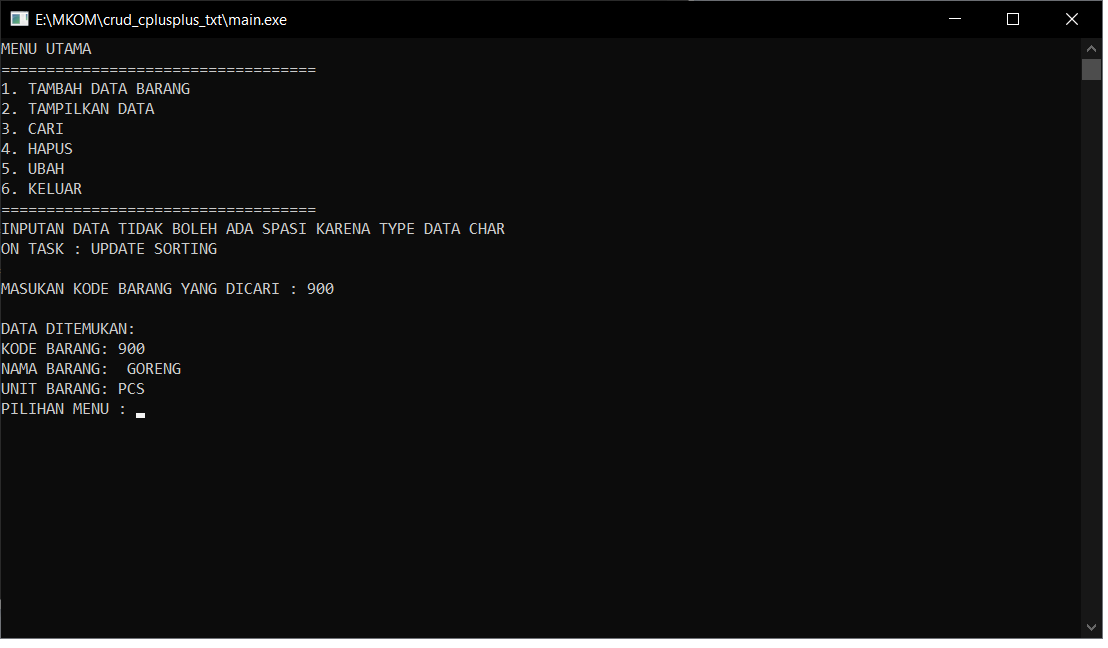 E:\MKOM\crud_cplusplus_txt\main.exe
MENU UTAMA
===================================
1. TAMBAH DATA BARANG
2. TAMPILKAN DATA
3. CARI
4. HAPUS
5. UBAH
6. KELUAR
===================================
INPUTAN DATA TIDAK BOLEH ADA SPASI KARENA TYPE DATA CHAR
ON TASK : UPDATE SORTING
MASUKAN KODE BARANG YANG DICARI : 900
DATA DITEMUKAN:
KODE BARANG: 900
NAMA BARANG:  GORENG
UNIT BARANG: PCS
PILIHAN MENU :